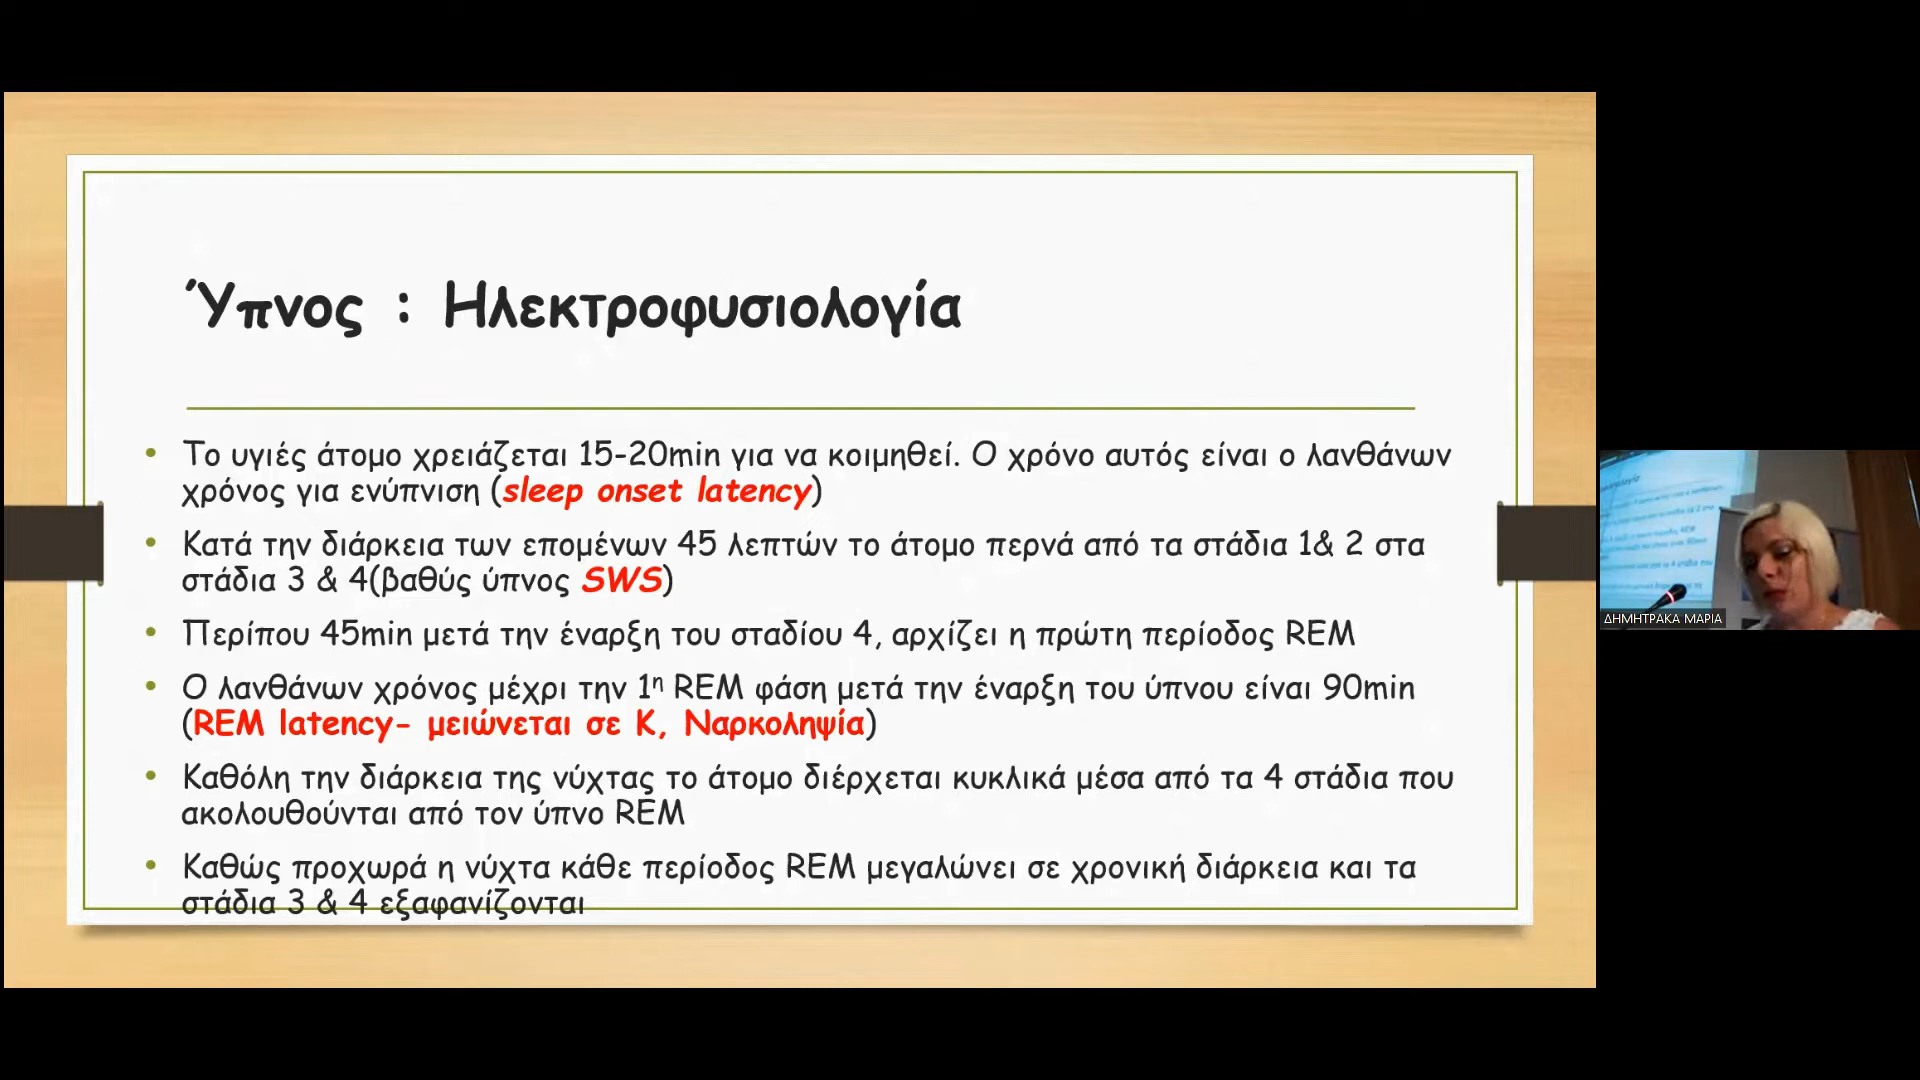 Ύπνος : Ηλεκτροφυσιολογία
• Το υγιές άτομο χρειάζεται 15-20min για να κοιμηθεί. Ο χρόνο αυτός είναι ο λανθάνων
χρόνος για ενύπνιση (sleep onset latency)
• Κατά την διάρκεια των επομένων 45 λεπτών το άτομο περνά από τα στάδια 1& 2 στα
στάδια 3 & 4(βαθύς ύπνος SWS)
• Περίπου 45min μετά την έναρξη του σταδίου 4, αρχίζει η πρώτη περίοδος REM
• Ο λανθάνων χρόνος μέχρι την 1η REM φάση μετά την έναρξη του ύπνου είναι 90min
(REM latency- μειώνεται σε Κ, Ναρκοληψία)
• Καθόλη την διάρκεια της νύχτας το άτομο διέρχεται κυκλικά μέσα από τα 4 στάδια που
ακολουθούνται από τον ύπνο REM
• Καθώς προχωρά η νύχτα κάθε περίοδος REM μεγαλώνει σε χρονική διάρκεια και τα
στάδια 3 & 4 εξαφανίζονται
ΔΗΜΗΤΡΑΚΑ ΜΑΡΙΑ